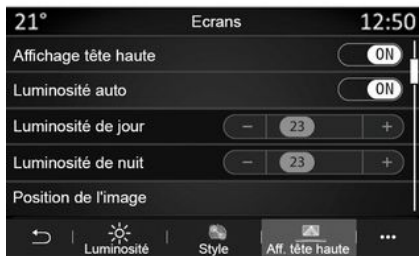 21° Ecrans 12:50
Affichage tête haute ON
Luminosité auto ON
Luminosité de jour - 23 +
Luminosité de nuit - 23 +
Position de l'image
Luminosité Style Aff. tête haute